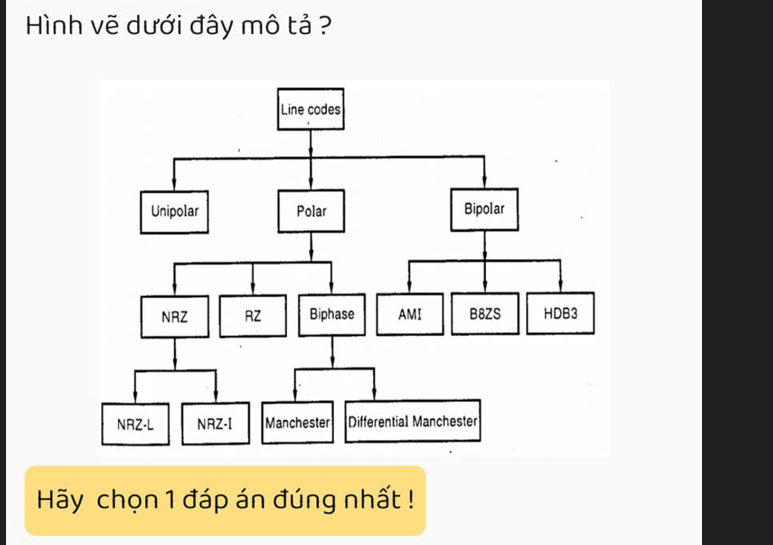 Hình vẽ dưới đây mô tả ?
Line codes
Unipolar Polar Bipolar
NRZ RZ Biphase AMI B8ZS HDB3
NRZ-L NRZ-I Manchester Differential Manchester
Hãy chọn 1 đáp án đúng nhất !